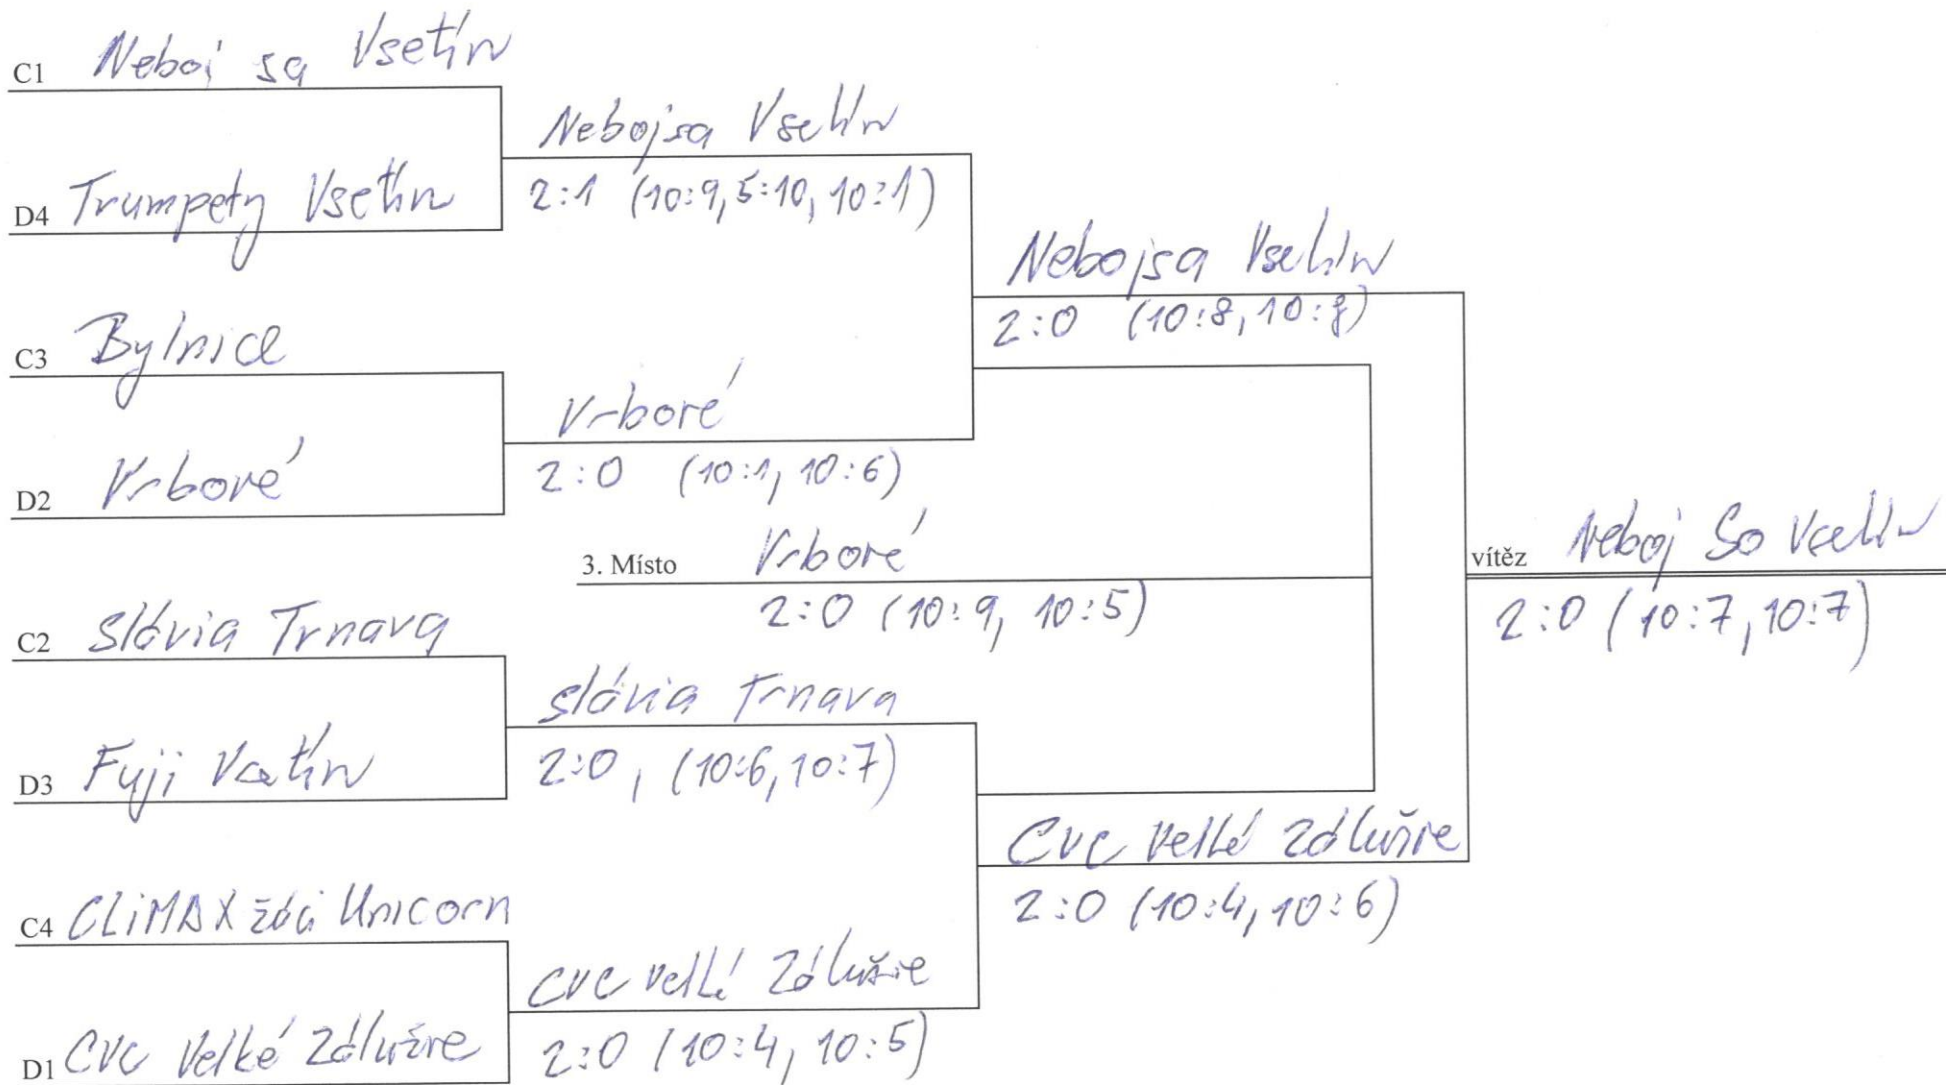 C1 Neboj sa Vsetín
Nebojsa Vsetín
D4 Trumpety Vsetín
2:1 (10:9, 5:10, 10:1)
Nebojsa Vsetín
2:0 (10:8, 10:8)
C3 Bylnice
Vrboré
D2 Vrboré
2:0 (10:1, 10:6)
3. Místo Vrboré
2:0 (10:9, 10:5)
vítěz Neboj So Vsetín
2:0 (10:7, 10:7)
C2 Slávia Trnava
Slávia Trnava
D3 Fuji Vsetín
2:0, (10:6, 10:7)
CVC Velké Zálužie
2:0 (10:4, 10:6)
C4 CLiMAX Unicorn
CVC Velké Zálužie
D1 CVC Velké Zálužie
2:0 (10:4, 10:5)